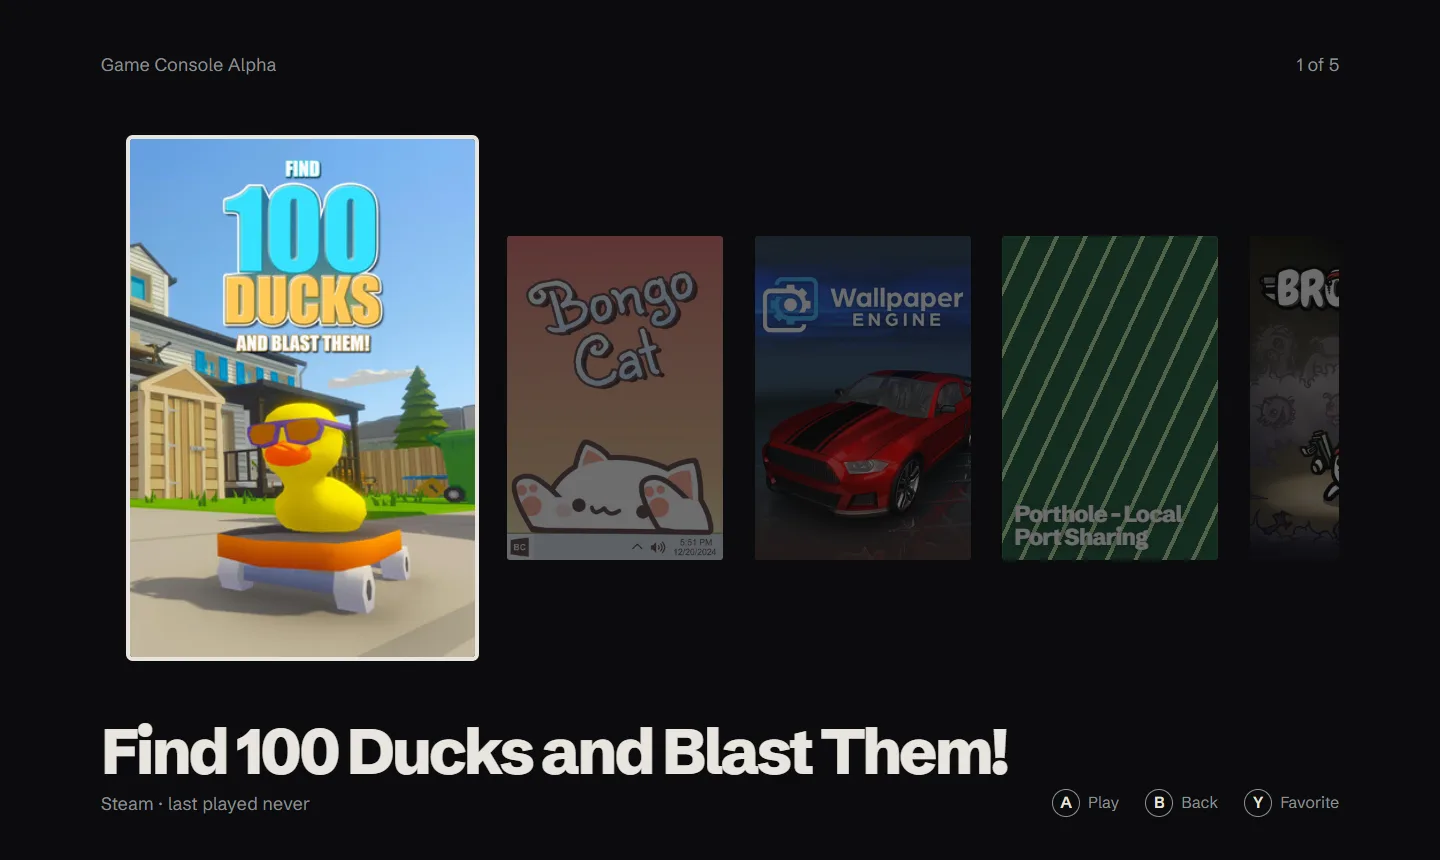 Game Console Alpha
1 of 5
FIND
100
DUCKS
AND BLAST THEM!
Bongo
Cat
BC
5:51 PM
12/20/2024
Wallpaper
ENGINE
Porthole - Local
Port Sharing
Find 100 Ducks and Blast Them!
Steam · last played never
A Play
B Back
Y Favorite